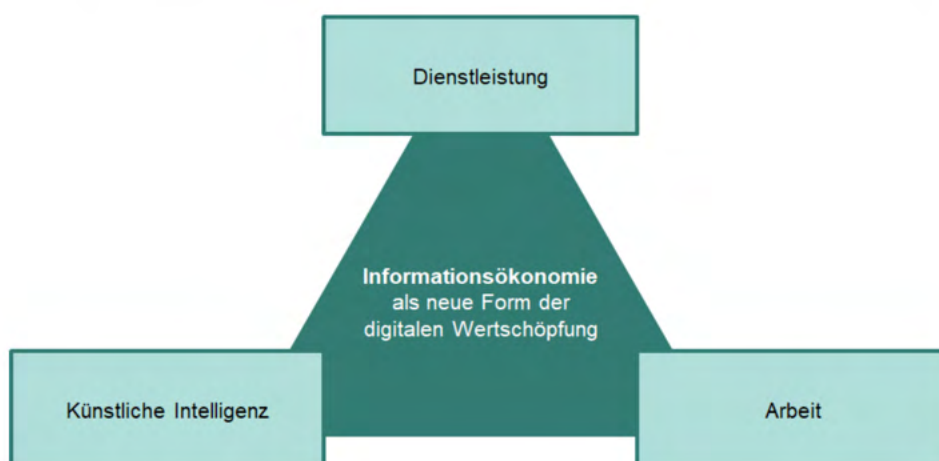 Dienstleistung
Informationsökonomie
als neue Form der
digitalen Wertschöpfung
Künstliche Intelligenz
Arbeit